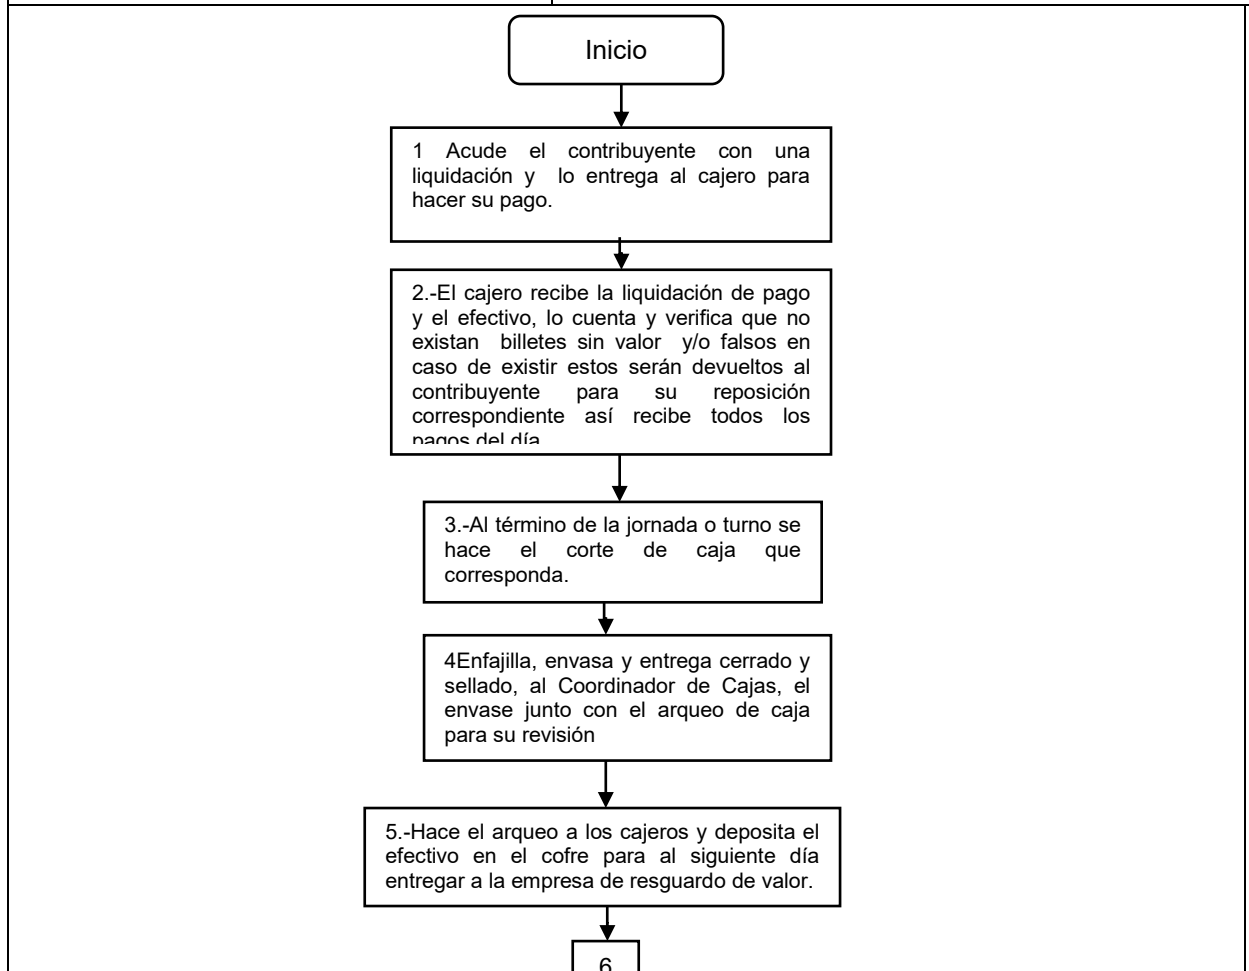 Inicio
1 Acude el contribuyente con una
liquidación y lo entrega al cajero para
hacer su pago.
2.-El cajero recibe la liquidación de pago
y el efectivo, lo cuenta y verifica que no
existan billetes sin valor y/o falsos en
caso de existir estos serán devueltos al
contribuyente para su reposición
correspondiente así recibe todos los
pagos del día
3.-Al término de la jornada o turno se
hace el corte de caja que
corresponda.
4Enfajilla, envasa y entrega cerrado y
sellado, al Coordinador de Cajas, el
envase junto con el arqueo de caja
para su revisión
5.-Hace el arqueo a los cajeros y deposita el
efectivo en el cofre para al siguiente día
entregar a la empresa de resguardo de valor.
6